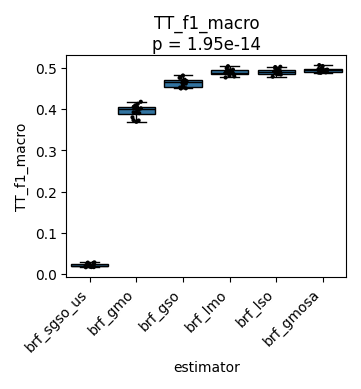 TT_f1_macro
p = 1.95e-14
TT_f1_macro
0.5
0.4
0.3
0.2
0.1
0.0
brf_sgso_us
brf_gmo
brf_gso
brf_lmo
brf_lso
brf_gmosa
estimator